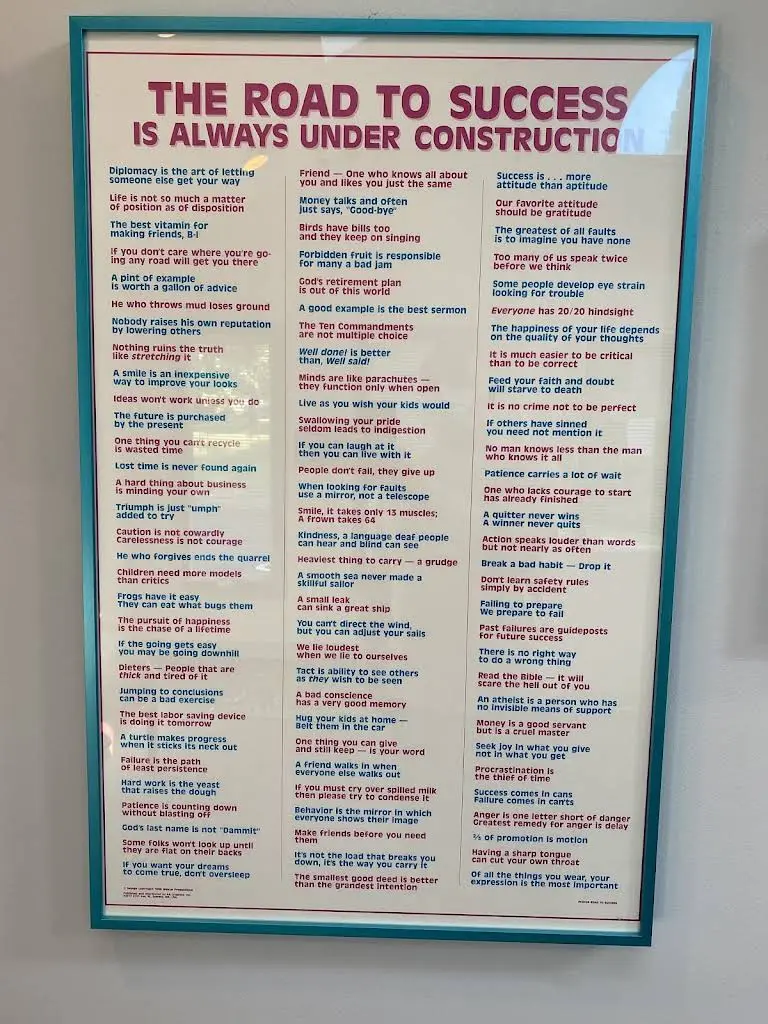 THE ROAD TO SUCCESS
IS ALWAYS UNDER CONSTRUCTION
Diplomacy is the art of letting
someone else get your way
Life is not so much a matter
of position as of disposition
The best vitamin for
making friends, B-1
If you don't care where you're go-
ing any road will get you there
A pint of example
is worth a gallon of advice
He who throws mud loses ground
Nobody raises his own reputation
by lowering others
Nothing ruins the truth
like stretching it
A smile is an inexpensive
way to improve your looks
Ideas won't work unless you do
The future is purchased
by the present
One thing you can't recycle
is wasted time
Lost time is never found again
A hard thing about business
is minding your own
Triumph is just "umph"
added to try
Caution is not cowardly
Carelessness is not courage
He who forgives ends the quarrel
Children need more models
than critics
Frogs have it easy
They can eat what bugs them
The pursuit of happiness
is the chase of a lifetime
If the going gets easy
you may be going downhill
Dieters — People that are
thick and tired of it
Jumping to conclusions
can be a bad exercise
The best labor saving device
is doing it tomorrow
A turtle makes progress
when it sticks its neck out
Failure is the path
of least persistence
Hard work is the yeast
that raises the dough
Patience is counting down
without blasting off
God's last name is not "Dammit"
Some folks won't look up until
they are flat on their backs
If you want your dreams
to come true, don't oversleep
Friend — One who knows all about
you and likes you just the same
Money talks and often
just says, "Good-bye"
Birds have bills too
and they keep on singing
Forbidden fruit is responsible
for many a bad jam
God's retirement plan
is out of this world
A good example is the best sermon
The Ten Commandments
are not multiple choice
Well done! is better
than, Well said!
Minds are like parachutes —
they function only when open
Live as you wish your kids would
Swallowing your pride
seldom leads to indigestion
If you can laugh at it
then you can live with it
People don't fail, they give up
When looking for faults
use a mirror, not a telescope
Smile, it takes only 13 muscles;
A frown takes 64
Kindness, a language deaf people
can hear and blind can see
Heaviest thing to carry — a grudge
A smooth sea never made a
skillful sailor
A small leak
can sink a great ship
You can't direct the wind,
but you can adjust your sails
We lie loudest
when we lie to ourselves
Tact is ability to see others
as they wish to be seen
A bad conscience
has a very good memory
Hug your kids at home —
Belt them in the car
One thing you can give
and still keep — is your word
A friend walks in when
everyone else walks out
If you must cry over spilled milk
then please try to condense it
Behavior is the mirror in which
everyone shows their image
Make friends before you need
them
It's not the load that breaks you
down, it's the way you carry it
The smallest good deed is better
than the grandest intention
Success is . . . more
attitude than aptitude
Our favorite attitude
should be gratitude
The greatest of all faults
is to imagine you have none
Too many of us speak twice
before we think
Some people develop eye strain
looking for trouble
Everyone has 20/20 hindsight
The happiness of your life depends
on the quality of your thoughts
It is much easier to be critical
than to be correct
Feed your faith and doubt
will starve to death
It is no crime not to be perfect
If others have sinned
you need not mention it
No man knows less than the man
who knows it all
Patience carries a lot of wait
One who lacks courage to start
has already finished
A quitter never wins
A winner never quits
Action speaks louder than words
but not nearly as often
Break a bad habit — Drop it
Don't learn safety rules
simply by accident
Failing to prepare
We prepare to fail
Past failures are guideposts
for future success
There is no right way
to do a wrong thing
Read the Bible — it will
scare the hell out of you
An atheist is a person who has
no invisible means of support
Money is a good servant
but is a cruel master
Seek joy in what you give
not in what you get
Procrastination is
the thief of time
Success comes in cans
Failure comes in can'ts
Anger is one letter short of danger
Greatest remedy for anger is delay
⅔ of promotion is motion
Having a sharp tongue
can cut your own throat
Of all the things you wear, your
expression is the most important
ROAD TO SUCCESS